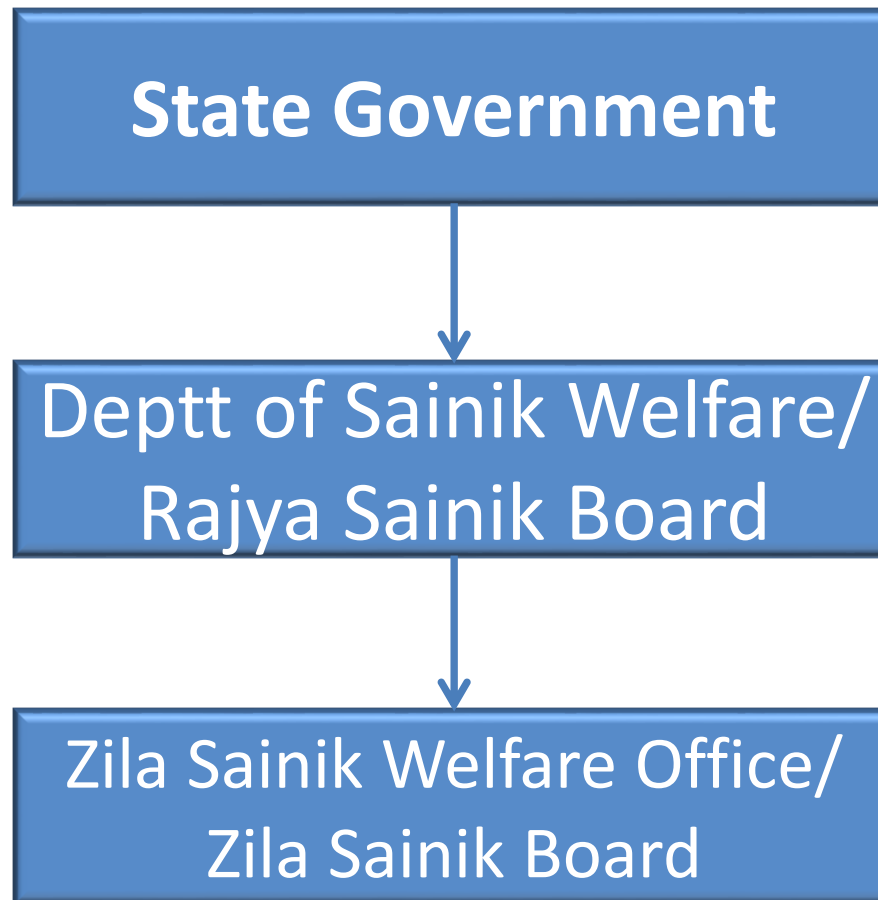 State Government
Deptt of Sainik Welfare/
Rajya Sainik Board
Zila Sainik Welfare Office/
Zila Sainik Board